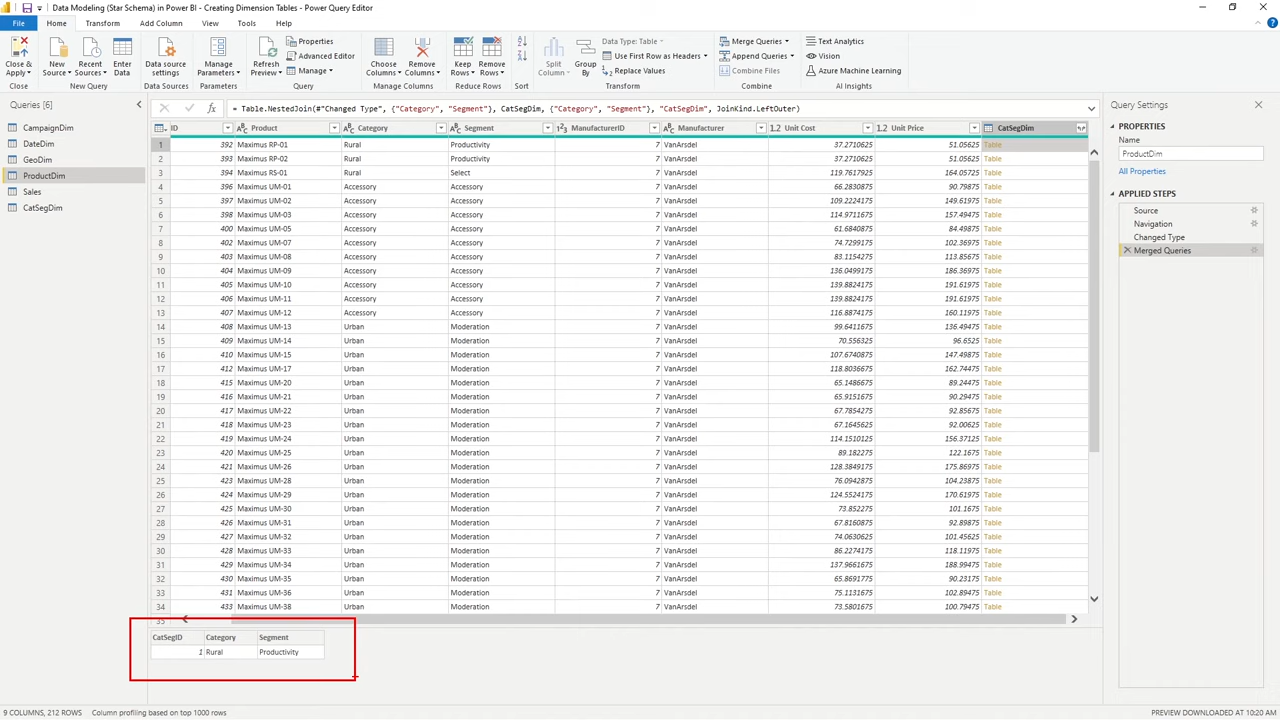 Data Modeling (Star Schema) in Power BI - Creating Dimension Tables - Power Query Editor
File Home Transform Add Column View Tools Help
Close & Apply New Source Recent Sources Enter Data Data source settings Manage Parameters Refresh Preview Properties Advanced Editor Manage Choose Columns Remove Columns Keep Rows Remove Rows Split Column Group By Data Type: Table Use First Row as Headers Replace Values Merge Queries Append Queries Combine Files Text Analytics Vision Azure Machine Learning
Close New Query Data Sources Parameters Query Manage Columns Reduce Rows Sort Transform Combine AI Insights
Queries [6]
CampaignDim
DateDim
GeoDim
ProductDim
Sales
CatSegDim
fx = Table.NestedJoin(#"Changed Type", {"Category", "Segment"}, CatSegDim, {"Category", "Segment"}, "CatSegDim", JoinKind.LeftOuter)
ID Product Category Segment ManufacturerID Manufacturer Unit Cost Unit Price CatSegDim
1 392 Maximus RP-01 Rural Productivity 7 VanArsdel 37.2710625 51.05625 Table
2 393 Maximus RP-02 Rural Productivity 7 VanArsdel 37.2710625 51.05625 Table
3 394 Maximus RS-01 Rural Select 7 VanArsdel 119.7617925 164.05725 Table
4 396 Maximus UM-01 Accessory Accessory 7 VanArsdel 66.2830875 90.79875 Table
5 397 Maximus UM-02 Accessory Accessory 7 VanArsdel 109.2224175 149.61975 Table
6 398 Maximus UM-03 Accessory Accessory 7 VanArsdel 114.9711675 157.49475 Table
7 400 Maximus UM-05 Accessory Accessory 7 VanArsdel 61.6840875 84.49875 Table
8 402 Maximus UM-07 Accessory Accessory 7 VanArsdel 74.7299175 102.36975 Table
9 403 Maximus UM-08 Accessory Accessory 7 VanArsdel 83.1154275 113.85675 Table
10 404 Maximus UM-09 Accessory Accessory 7 VanArsdel 136.0499175 186.36975 Table
11 405 Maximus UM-10 Accessory Accessory 7 VanArsdel 139.8824175 191.61975 Table
12 406 Maximus UM-11 Accessory Accessory 7 VanArsdel 139.8824175 191.61975 Table
13 407 Maximus UM-12 Accessory Accessory 7 VanArsdel 116.8874175 160.11975 Table
14 408 Maximus UM-13 Urban Moderation 7 VanArsdel 99.6411675 136.49475 Table
15 409 Maximus UM-14 Urban Moderation 7 VanArsdel 70.556325 96.6525 Table
16 410 Maximus UM-15 Urban Moderation 7 VanArsdel 107.6740875 147.49875 Table
17 412 Maximus UM-17 Urban Moderation 7 VanArsdel 118.8036675 162.74475 Table
18 415 Maximus UM-20 Urban Moderation 7 VanArsdel 65.1486675 89.24475 Table
19 416 Maximus UM-21 Urban Moderation 7 VanArsdel 65.9151675 90.29475 Table
20 417 Maximus UM-22 Urban Moderation 7 VanArsdel 67.7854275 92.85675 Table
21 418 Maximus UM-23 Urban Moderation 7 VanArsdel 67.1645625 92.00625 Table
22 419 Maximus UM-24 Urban Moderation 7 VanArsdel 114.1510125 156.37125 Table
23 420 Maximus UM-25 Urban Moderation 7 VanArsdel 89.182275 122.1675 Table
24 421 Maximus UM-26 Urban Moderation 7 VanArsdel 128.3849175 175.86975 Table
25 423 Maximus UM-28 Urban Moderation 7 VanArsdel 76.0942875 104.23875 Table
26 424 Maximus UM-29 Urban Moderation 7 VanArsdel 124.5524175 170.61975 Table
27 425 Maximus UM-30 Urban Moderation 7 VanArsdel 73.852275 101.1675 Table
28 426 Maximus UM-31 Urban Moderation 7 VanArsdel 67.8160875 92.89875 Table
29 427 Maximus UM-32 Urban Moderation 7 VanArsdel 74.0630625 101.45625 Table
30 428 Maximus UM-33 Urban Moderation 7 VanArsdel 86.2274175 118.11975 Table
31 429 Maximus UM-34 Urban Moderation 7 VanArsdel 137.9661675 188.99475 Table
32 430 Maximus UM-35 Urban Moderation 7 VanArsdel 65.8691775 90.23175 Table
33 431 Maximus UM-36 Urban Moderation 7 VanArsdel 75.1132875 102.89475 Table
34 433 Maximus UM-38 Urban Moderation 7 VanArsdel 73.5801675 100.79475 Table
35
CatSegID Category Segment
1 Rural Productivity
Query Settings
PROPERTIES
Name
ProductDim
All Properties
APPLIED STEPS
Source
Navigation
Changed Type
Merged Queries
9 COLUMNS, 212 ROWS Column profiling based on top 1000 rows PREVIEW DOWNLOADED AT 10:20 AM